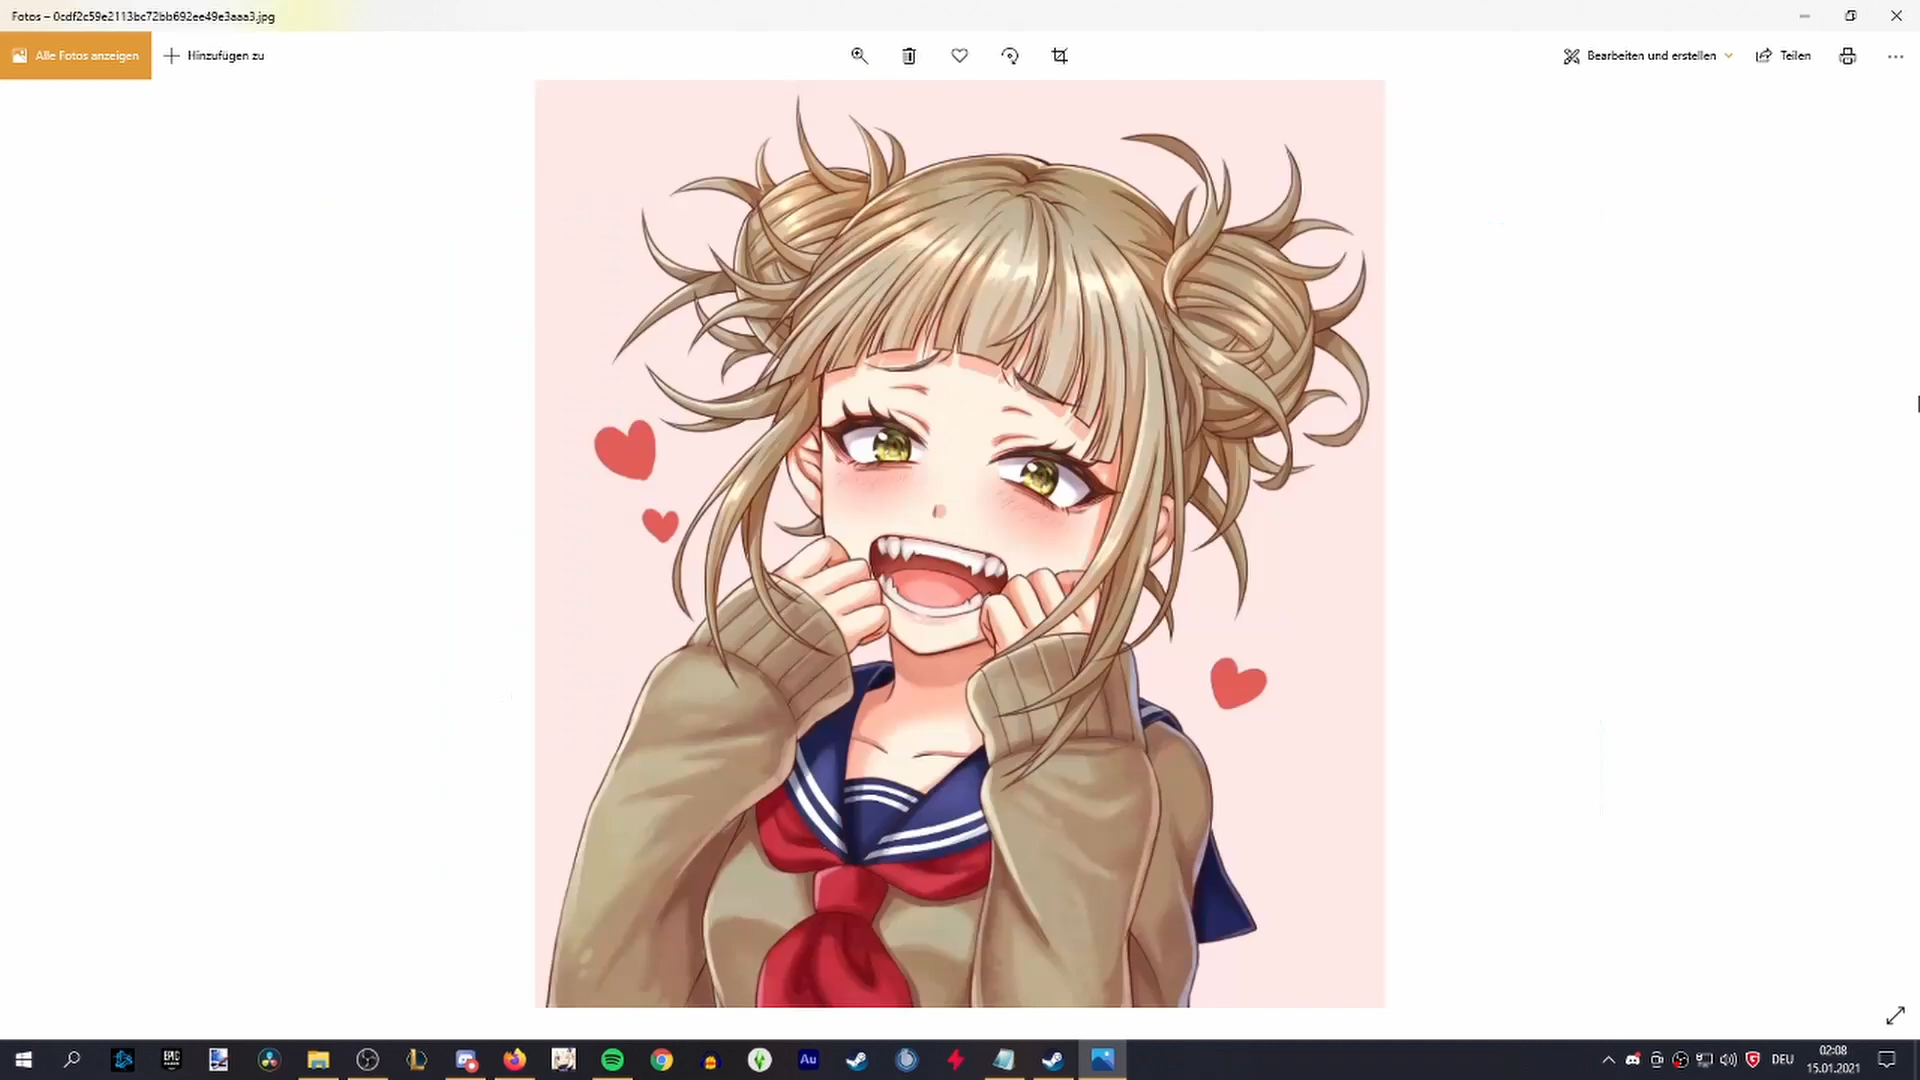 Fotos – 0cdf2c59e2113bc72bb692ee49e3aaa3.jpg
Alle Fotos anzeigen
Hinzufügen zu
Bearbeiten und erstellen
Teilen
EPIC
Au
DEU
02:08
15.01.2021